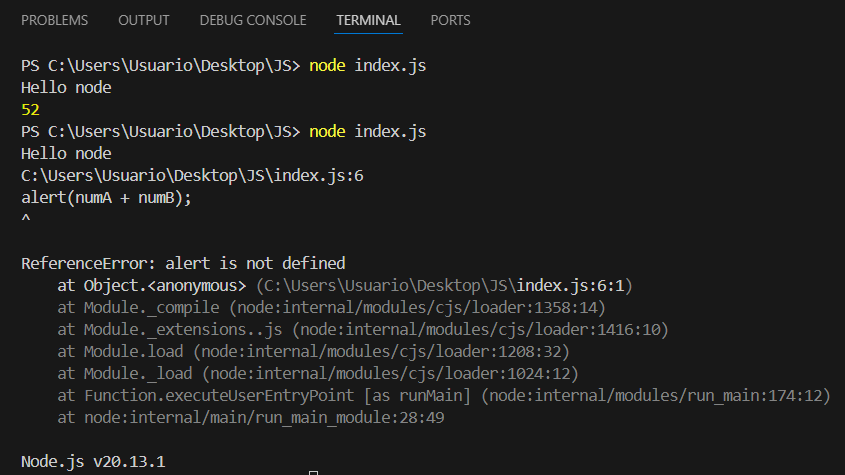 PROBLEMS OUTPUT DEBUG CONSOLE TERMINAL PORTS
PS C:\Users\Usuario\Desktop\JS> node index.js
Hello node
52
PS C:\Users\Usuario\Desktop\JS> node index.js
Hello node
C:\Users\Usuario\Desktop\JS\index.js:6
alert(numA + numB);
^
ReferenceError: alert is not defined
    at Object.<anonymous> (C:\Users\Usuario\Desktop\JS\index.js:6:1)
    at Module._compile (node:internal/modules/cjs/loader:1358:14)
    at Module._extensions..js (node:internal/modules/cjs/loader:1416:10)
    at Module.load (node:internal/modules/cjs/loader:1208:32)
    at Module._load (node:internal/modules/cjs/loader:1024:12)
    at Function.executeUserEntryPoint [as runMain] (node:internal/modules/run_main:174:12)
    at node:internal/main/run_main_module:28:49
Node.js v20.13.1